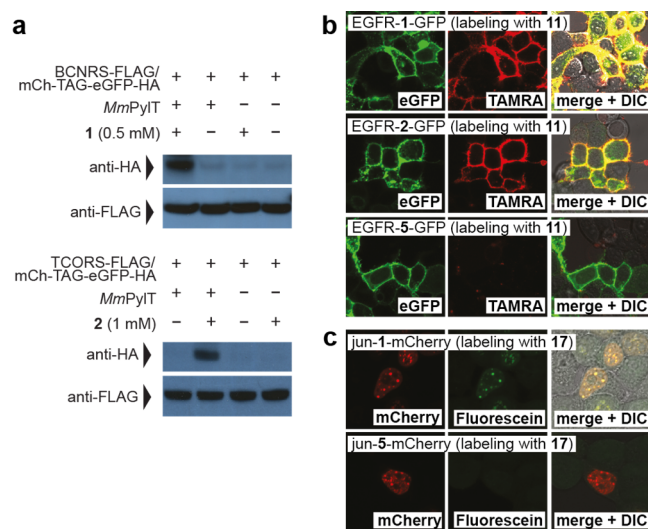 a
BCNRS-FLAG/
mCh-TAG-eGFP-HA
+ + + +
MmPylT
+ + − −
1 (0.5 mM)
+ − + −
anti-HA
anti-FLAG
TCORS-FLAG/
mCh-TAG-eGFP-HA
+ + + +
MmPylT
+ + − −
2 (1 mM)
− + − +
anti-HA
anti-FLAG
b
EGFR-1-GFP (labeling with 11)
eGFP TAMRA merge + DIC
EGFR-2-GFP (labeling with 11)
eGFP TAMRA merge + DIC
EGFR-5-GFP (labeling with 11)
eGFP TAMRA merge + DIC
c
jun-1-mCherry (labeling with 17)
mCherry Fluorescein merge + DIC
jun-5-mCherry (labeling with 17)
mCherry Fluorescein merge + DIC